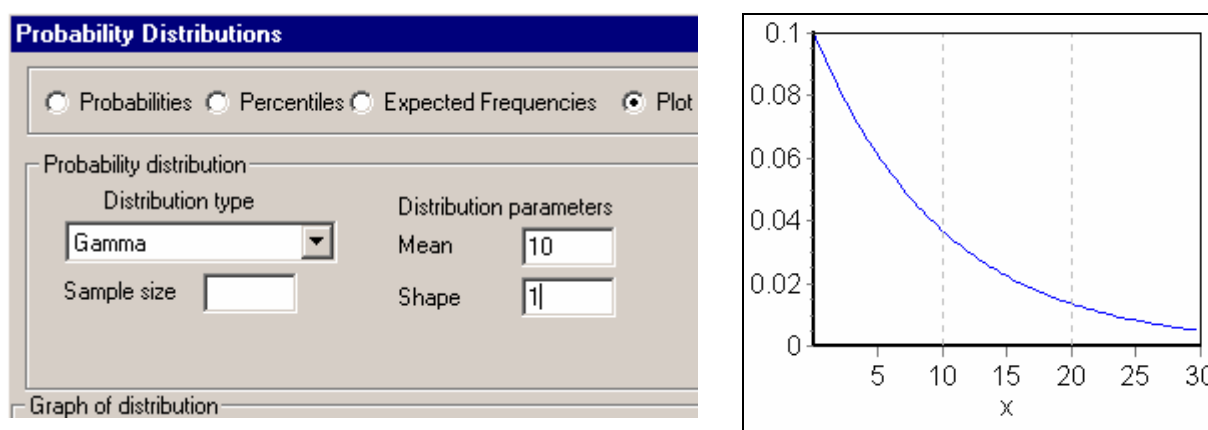 Probability Distributions
Probabilities Percentiles Expected Frequencies Plot
Probability distribution
Distribution type
Distribution parameters
Gamma
Mean 10
Sample size
Shape 1
Graph of distribution
0.1
0.08
0.06
0.04
0.02
0
5 10 15 20 25 30
x